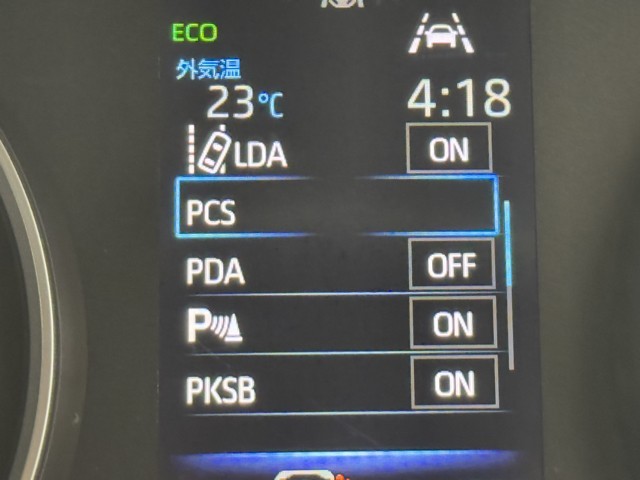 ECO
外気温
23℃ 4:18
LDA ON
PCS
PDA OFF
P ON
PKSB ON